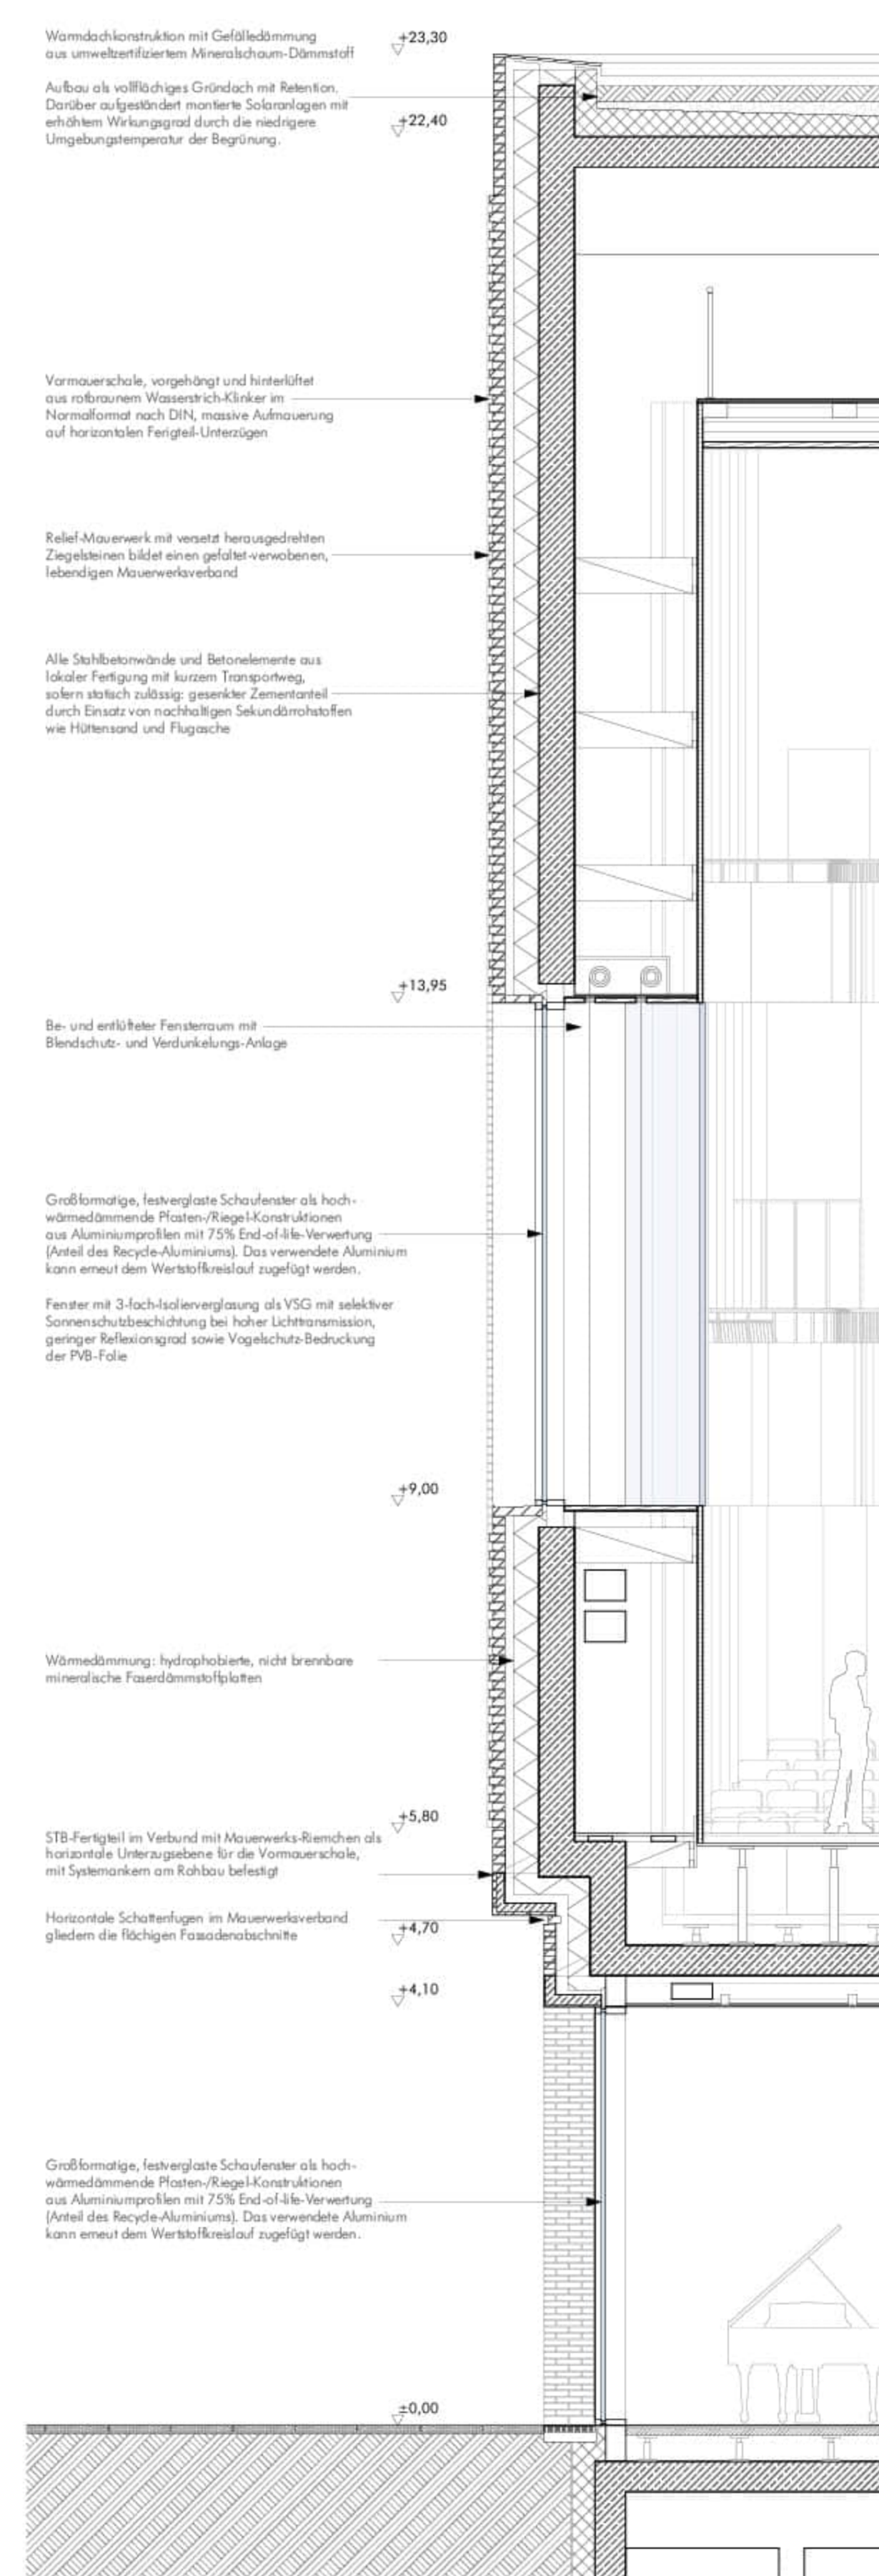 Warmdachkonstruktion mit Gefälledämmung
aus umweltzertifiziertem Mineralschaum-Dämmstoff
+23,30
Aufbau als vollflächiges Gründach mit Retention.
Darüber aufgeständert montierte Solaranlagen mit
erhöhtem Wirkungsgrad durch die niedrigere
Umgebungstemperatur der Begrünung.
+22,40
Vormauerschale, vorgehängt und hinterlüftet
aus rotbraunem Wasserstrich-Klinker im
Normalformat nach DIN, massive Aufmauerung
auf horizontalen Ferigteil-Unterzügen
Relief-Mauerwerk mit versetzt herausgedrehten
Ziegelsteinen bildet einen gefaltet-verwobenen,
lebendigen Mauerwerksverband
Alle Stahlbetonwände und Betonelemente aus
lokaler Fertigung mit kurzem Transportweg,
sofern statisch zulässig: gesenkter Zementanteil
durch Einsatz von nachhaltigen Sekundärrohstoffen
wie Hüttensand und Flugasche
+13,95
Be- und entlüfteter Fensterraum mit
Blendschutz- und Verdunkelungs-Anlage
Großformatige, festverglaste Schaufenster als hoch-
wärmedämmende Pfosten-/Riegel-Konstruktionen
aus Aluminiumprofilen mit 75% End-of-life-Verwertung
(Anteil des Recycle-Aluminiums). Das verwendete Aluminium
kann erneut dem Wertstoffkreislauf zugefügt werden.
Fenster mit 3-fach-Isolierverglasung als VSG mit selektiver
Sonnenschutzbeschichtung bei hoher Lichttransmission,
geringer Reflexionsgrad sowie Vogelschutz-Bedruckung
der PVB-Folie
+9,00
Wärmedämmung: hydrophobierte, nicht brennbare
mineralische Faserdämmstoffplatten
+5,80
STB-Fertigteil im Verbund mit Mauerwerks-Riemchen als
horizontale Unterzugsebene für die Vormauerschale,
mit Systemankern am Rohbau befestigt
Horizontale Schattenfugen im Mauerwerksverband
gliedern die flächigen Fassadenabschnitte
+4,70
+4,10
Großformatige, festverglaste Schaufenster als hoch-
wärmedämmende Pfosten-/Riegel-Konstruktionen
aus Aluminiumprofilen mit 75% End-of-life-Verwertung
(Anteil des Recycle-Aluminiums). Das verwendete Aluminium
kann erneut dem Wertstoffkreislauf zugefügt werden.
±0,00